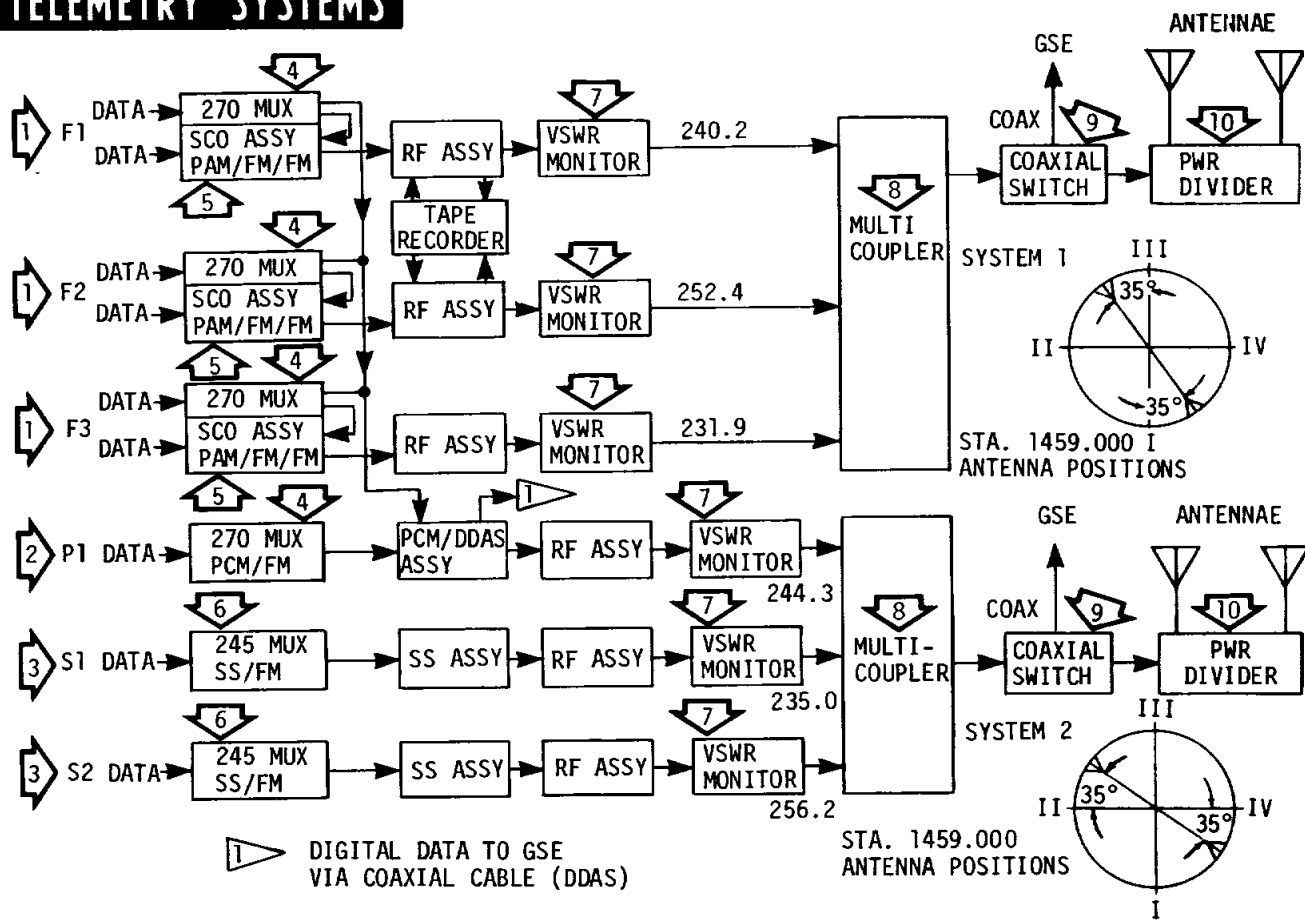 TELEMETRY SYSTEMS
ANTENNAE
GSE
4
7
COAX
9
10
1 F1 DATA 270 MUX
DATA SCO ASSY
PAM/FM/FM
RF ASSY
VSWR
MONITOR
240.2
COAXIAL
SWITCH
PWR
DIVIDER
5
TAPE
RECORDER
8
MULTI
COUPLER
4
7
1 F2 DATA 270 MUX
DATA SCO ASSY
PAM/FM/FM
RF ASSY
VSWR
MONITOR
252.4
SYSTEM 1
III
35°
II
IV
35°
I
STA. 1459.000
ANTENNA POSITIONS
5
4
7
1 F3 DATA 270 MUX
DATA SCO ASSY
PAM/FM/FM
RF ASSY
VSWR
MONITOR
231.9
5
4
1
7
2 P1 DATA 270 MUX
PCM/FM
PCM/DDAS
ASSY
RF ASSY
VSWR
MONITOR
244.3
GSE
ANTENNAE
COAX
9
10
8
MULTI-
COUPLER
COAXIAL
SWITCH
PWR
DIVIDER
6
7
3 S1 DATA 245 MUX
SS/FM
SS ASSY
RF ASSY
VSWR
MONITOR
235.0
6
7
3 S2 DATA 245 MUX
SS/FM
SS ASSY
RF ASSY
VSWR
MONITOR
256.2
SYSTEM 2
III
II
35°
35°
IV
I
STA. 1459.000
ANTENNA POSITIONS
1 DIGITAL DATA TO GSE
VIA COAXIAL CABLE (DDAS)